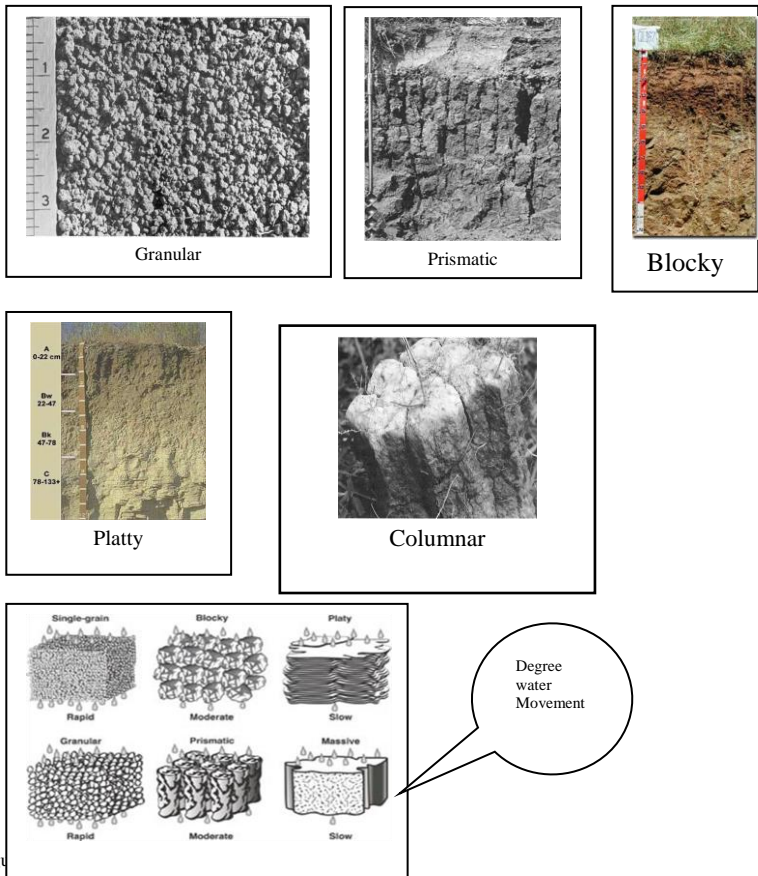 1
2
3
Granular
Prismatic
Blocky
A
0-22 cm
Bw
22-47
Bk
47-78
C
78-133+
Platty
Columnar
Single-grain
Blocky
Platy
Rapid
Moderate
Slow
Granular
Prismatic
Massive
Rapid
Moderate
Slow
Degree
water
Movement